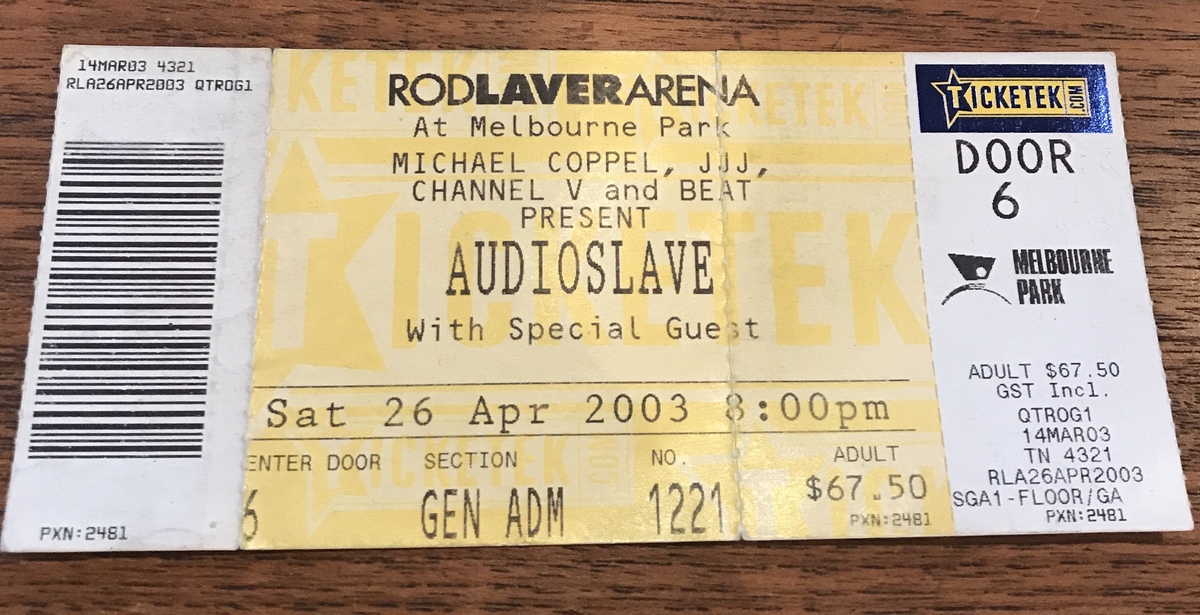 14MAR03 4321
RLA26APR2003 QTROG1
PXN:2481
RODLAVERARENA
At Melbourne Park
MICHAEL COPPEL, JJJ,
CHANNEL V and BEAT
PRESENT
AUDIOSLAVE
With Special Guest
Sat 26 Apr 2003 8:00pm
ENTER DOOR SECTION NO. ADULT
6 GEN ADM 1221 $67.50
PXN:2481
TICKETEK.COM
DOOR
6
MELBOURNE
PARK
ADULT $67.50
GST Incl.
QTROG1
14MAR03
TN 4321
RLA26APR2003
SGA1-FLOOR/GA
PXN:2481
TICKETEK